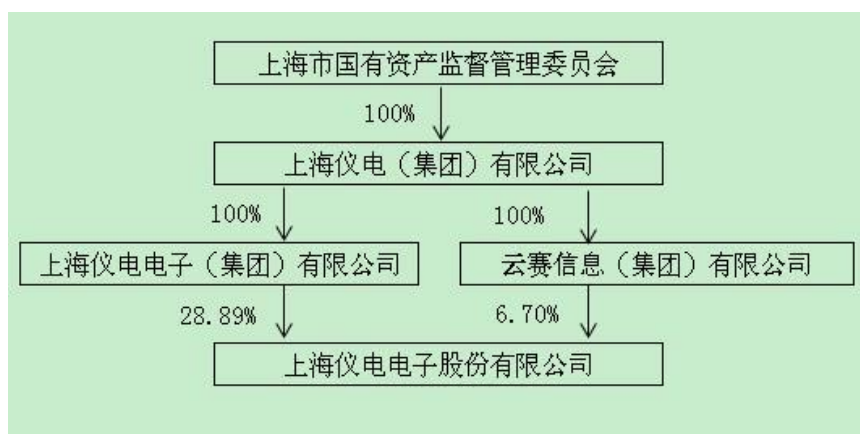 上海市国有资产监督管理委员会
100%
上海仪电（集团）有限公司
100% 100%
上海仪电电子（集团）有限公司 云赛信息（集团）有限公司
28.89% 6.70%
上海仪电电子股份有限公司